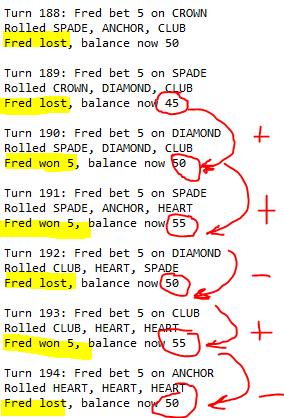 Turn 188: Fred bet 5 on CROWN
Rolled SPADE, ANCHOR, CLUB
Fred lost, balance now 50
Turn 189: Fred bet 5 on SPADE
Rolled CROWN, DIAMOND, CLUB
Fred lost, balance now 45
Turn 190: Fred bet 5 on DIAMOND
+
Rolled SPADE, DIAMOND, CLUB
Fred won 5, balance now 50
Turn 191: Fred bet 5 on SPADE
+
Rolled SPADE, ANCHOR, HEART
Fred won 5, balance now 55
Turn 192: Fred bet 5 on DIAMOND
Rolled CLUB, HEART, SPADE
-
Fred lost, balance now 50
Turn 193: Fred bet 5 on CLUB
Rolled CLUB, HEART, HEART
+
Fred won 5, balance now 55
Turn 194: Fred bet 5 on ANCHOR
Rolled HEART, HEART, HEART
-
Fred lost, balance now 50